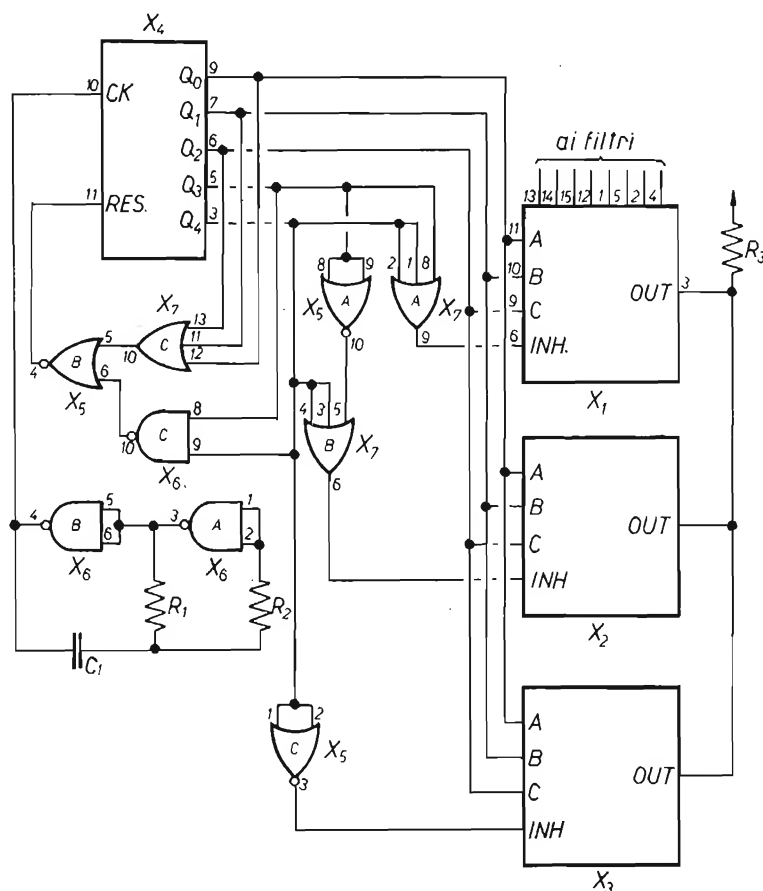 X4
10 CK
Q0 9
Q1 7
Q2 6
Q3 5
Q4 3
11 RES.
ai filtri
13 14 15 12 1 5 2 4
11 A
10 B
9 C
6 INH.
OUT 3
X1
R3
8 9
A
X5
10
2 1 8
A
X7
9
X7
13
11
12
C
10
5
B
4
6
X5
8
9
C
10
X6.
4 3 5
B
X7
6
A
B
C
INH
OUT
X2
4
B
5
6
X6
3
A
1
2
X6
R1
R2
C1
1 2
C
X5
3
A
B
C
INH
OUT
X3